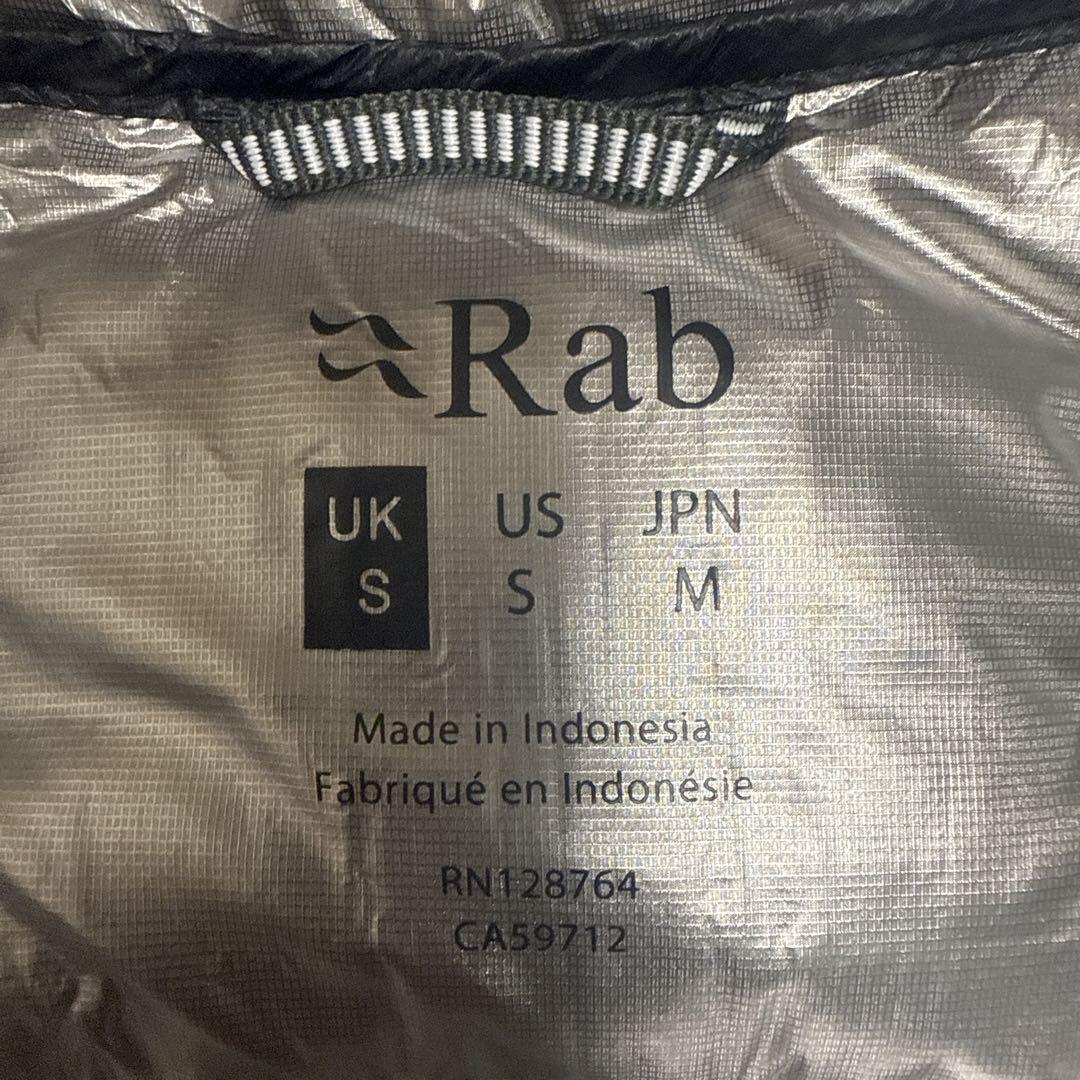 Rab
UK US JPN
S S M
Made in Indonesia
Fabriqué en Indonésie
RN128764
CA59712